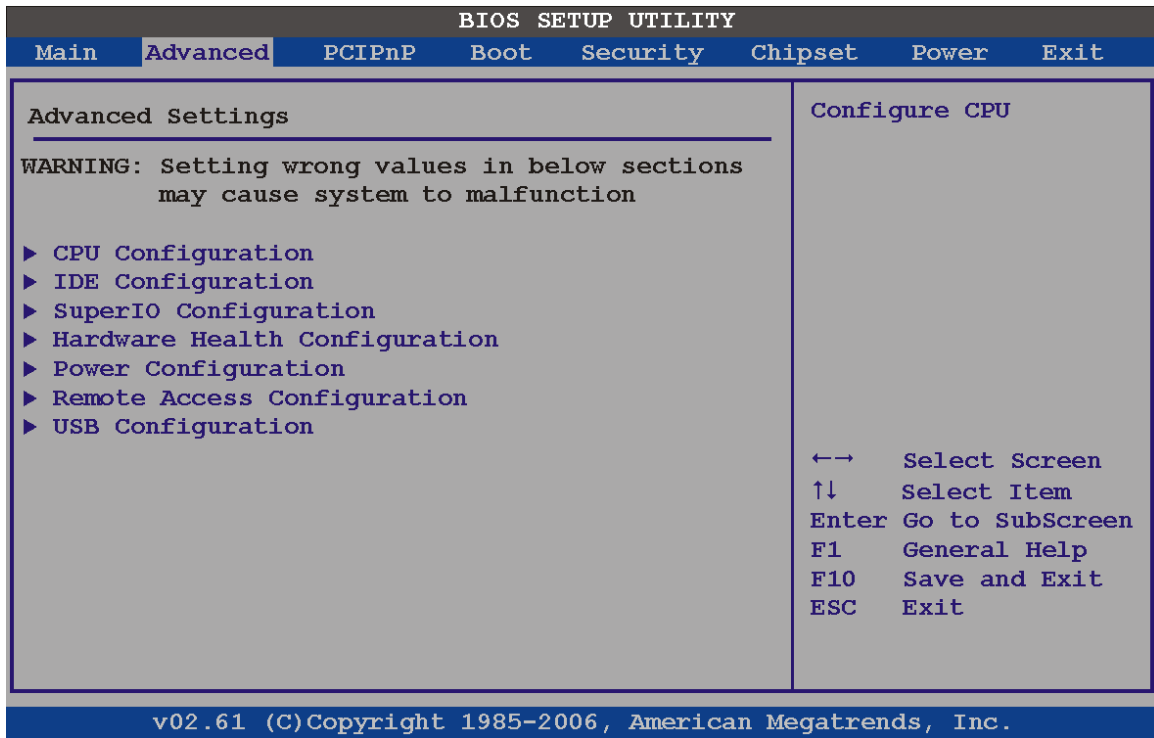 BIOS SETUP UTILITY
Main Advanced PCIPnP Boot Security Chipset Power Exit
Advanced Settings
WARNING: Setting wrong values in below sections
may cause system to malfunction
▶ CPU Configuration
▶ IDE Configuration
▶ SuperIO Configuration
▶ Hardware Health Configuration
▶ Power Configuration
▶ Remote Access Configuration
▶ USB Configuration
Configure CPU
←→ Select Screen
↑↓ Select Item
Enter Go to SubScreen
F1 General Help
F10 Save and Exit
ESC Exit
v02.61 (C)Copyright 1985-2006, American Megatrends, Inc.